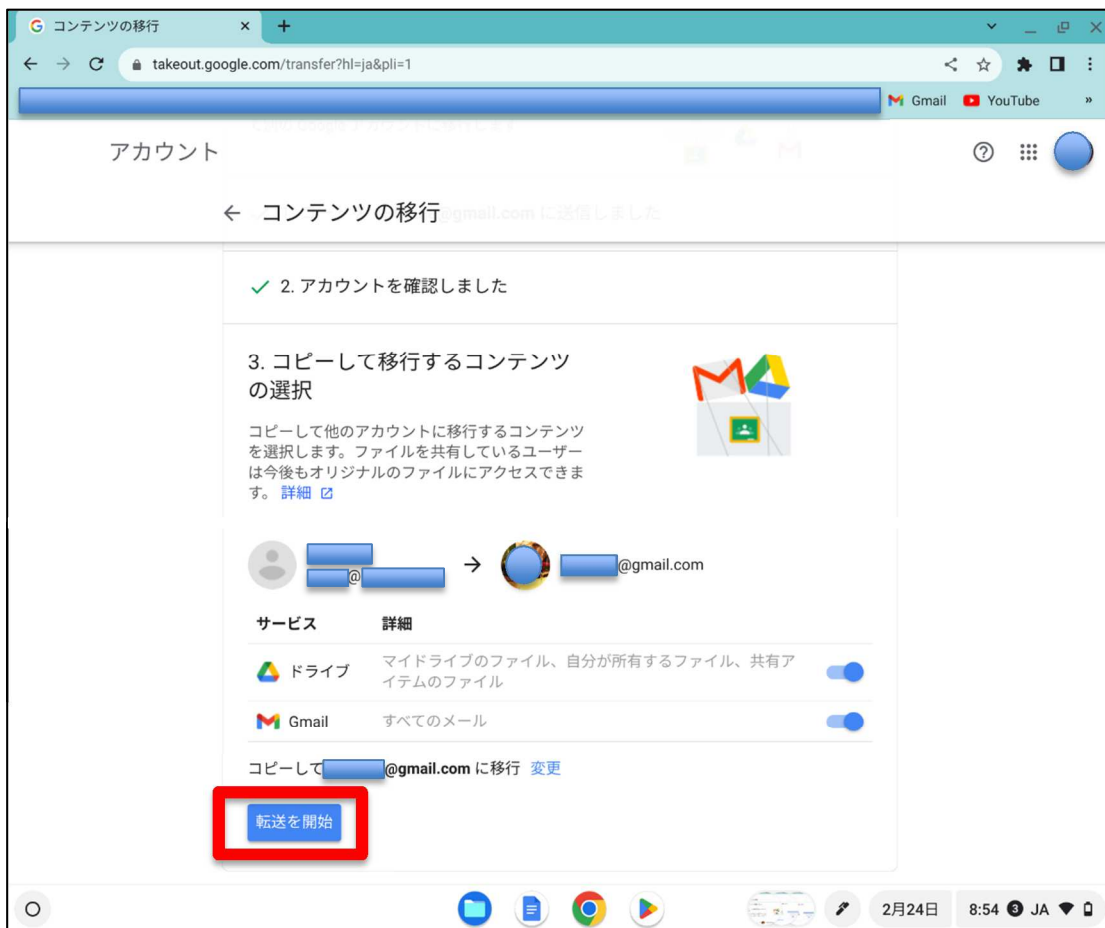 コンテンツの移行
takeout.google.com/transfer?hl=ja&pli=1
Gmail
YouTube
アカウント
コンテンツの移行
@gmail.com に送信しました
2. アカウントを確認しました
3. コピーして移行するコンテンツ
の選択
コピーして他のアカウントに移行するコンテンツ
を選択します。ファイルを共有しているユーザー
は今後もオリジナルのファイルにアクセスできま
す。 詳細
@
@gmail.com
サービス 詳細
ドライブ
マイドライブのファイル、自分が所有するファイル、共有ア
イテムのファイル
Gmail すべてのメール
コピーして @gmail.com に移行 変更
転送を開始
2月24日 8:54 3 JA